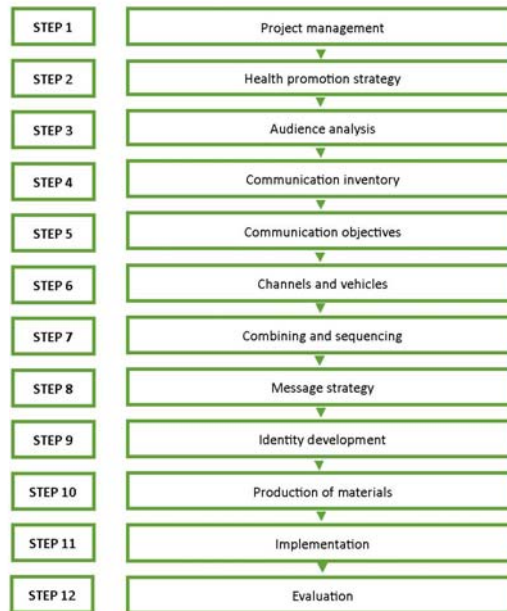 STEP 1 Project management
STEP 2 Health promotion strategy
STEP 3 Audience analysis
STEP 4 Communication inventory
STEP 5 Communication objectives
STEP 6 Channels and vehicles
STEP 7 Combining and sequencing
STEP 8 Message strategy
STEP 9 Identity development
STEP 10 Production of materials
STEP 11 Implementation
STEP 12 Evaluation